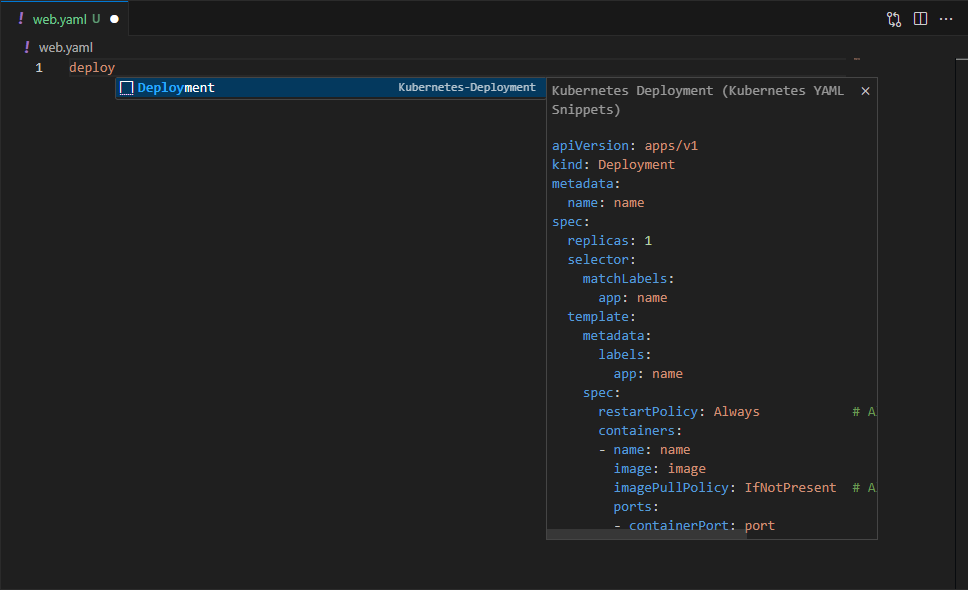 ! web.yaml U ●
! web.yaml
1 deploy
Deployment Kubernetes-Deployment
Kubernetes Deployment (Kubernetes YAML
Snippets)
apiVersion: apps/v1
kind: Deployment
metadata:
  name: name
spec:
  replicas: 1
  selector:
    matchLabels:
      app: name
  template:
    metadata:
      labels:
        app: name
    spec:
      restartPolicy: Always # A
      containers:
      - name: name
        image: image
        imagePullPolicy: IfNotPresent # A
        ports:
        - containerPort: port